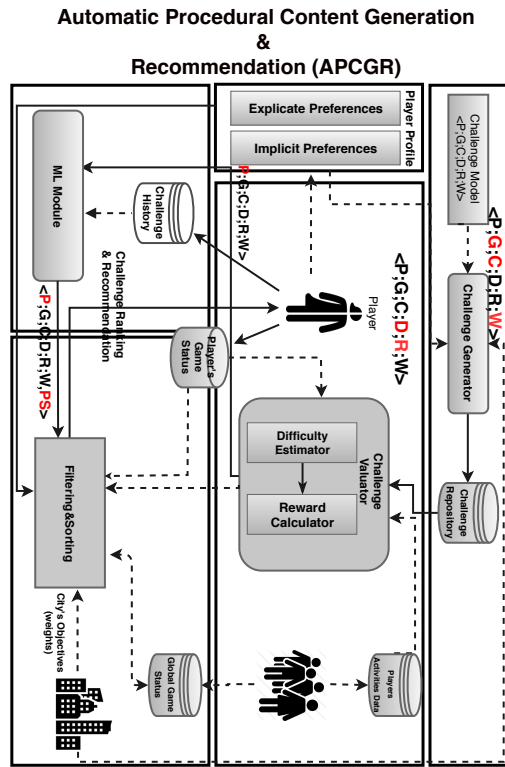 Automatic Procedural Content Generation
&
Recommendation (APCGR)
Explicate Preferences
Implicit Preferences
Player Profile
Challenge Model
<P;G;C;D;R;W>
<P;G;C;D;R;W>
Challenge Generator
Challenge
Repository
ML Module
Challenge
History
P;G;C;D;R;W>
<P;G;C;D;R;W>
Player
Challenge Ranking
& Recommendation
<P;G;C;D;R;W,PS>
Player's
Game
Status
Difficulty
Estimator
Reward
Calculator
Challenge
Valuator
Filtering&Sorting
City's Objectives
(weights)
Global Game
Status
Players
Activities Data